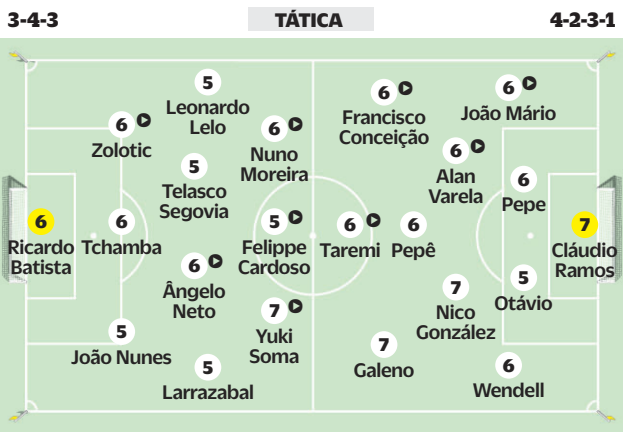 3-4-3 TÁTICA 4-2-3-1
5
Leonardo
Lelo
6
Zolotic
6
Nuno
Moreira
5
Telasco
Segovia
6
Ricardo
Batista
6
Tchamba
5
Felippe
Cardoso
6
Ângelo
Neto
7
Yuki
Soma
5
João Nunes
5
Larrazabal
6
Francisco
Conceição
6
João Mário
6
Alan
Varela
6
Pepe
6
Taremi
6
Pepê
7
Cláudio
Ramos
5
Otávio
7
Nico
González
7
Galeno
6
Wendell